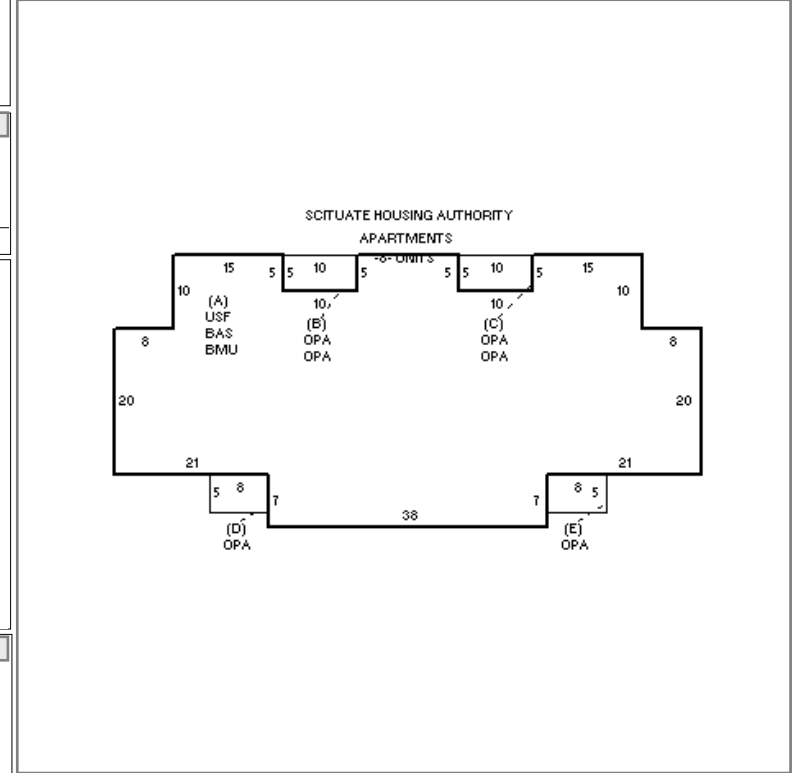 SCITUATE HOUSING AUTHORITY
APARTMENTS
-8- UNITS
15 5 5 10 5 5 5 10 5 15
10 10 10 10
(A)
USF
BAS
BMU
(B)
OPA
OPA
(C)
OPA
OPA
8 8
20 20
21 21
5 8 7 7 8 5
38
(D)
OPA
(E)
OPA